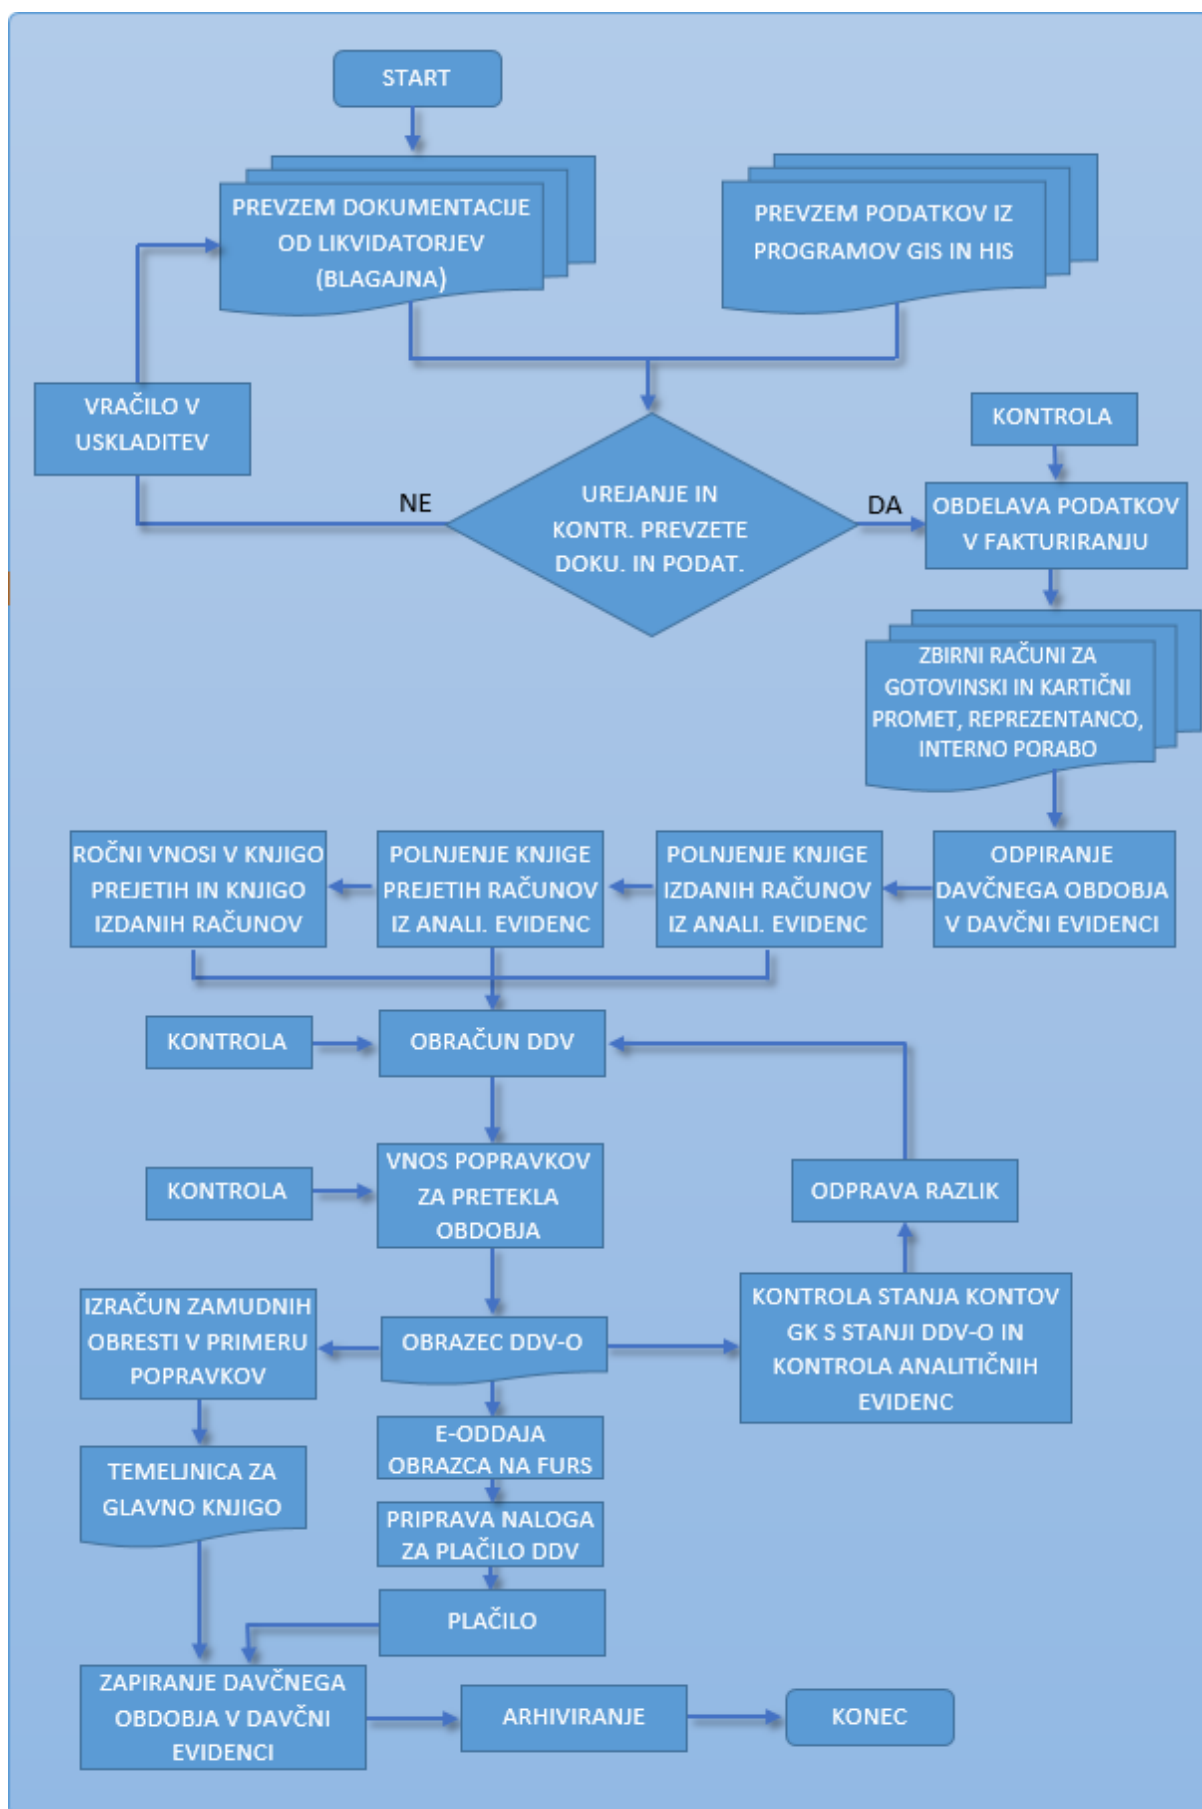 START
PREVZEM DOKUMENTACIJE
OD LIKVIDATORJEV
(BLAGAJNA)
PREVZEM PODATKOV IZ
PROGRAMOV GIS IN HIS
VRAČILO V
USKLADITEV
KONTROLA
NE
UREJANJE IN
KONTR. PREVZETE
DOKU. IN PODAT.
DA
OBDELAVA PODATKOV
V FAKTURIRANJU
ZBIRNI RAČUNI ZA
GOTOVINSKI IN KARTIČNI
PROMET, REPREZENTANCO,
INTERNO PORABO
ROČNI VNOSI V KNJIGO
PREJETIH IN KNJIGO
IZDANIH RAČUNOV
POLNJENJE KNJIGE
PREJETIH RAČUNOV
IZ ANALI. EVIDENC
POLNJENJE KNJIGE
IZDANIH RAČUNOV
IZ ANALI. EVIDENC
ODPIRANJE
DAVČNEGA OBDOBJA
V DAVČNI EVIDENCI
KONTROLA
OBRAČUN DDV
KONTROLA
VNOS POPRAVKOV
ZA PRETEKLA
OBDOBJA
ODPRAVA RAZLIK
IZRAČUN ZAMUDNIH
OBRESTI V PRIMERU
POPRAVKOV
OBRAZEC DDV-O
KONTROLA STANJA KONTOV
GK S STANJI DDV-O IN
KONTROLA ANALITIČNIH
EVIDENC
E-ODDAJA
OBRAZCA NA FURS
TEMELJNICA ZA
GLAVNO KNJIGO
PRIPRAVA NALOGA
ZA PLAČILO DDV
PLAČILO
ZAPIRANJE DAVČNEGA
OBDOBJA V DAVČNI
EVIDENCI
ARHIVIRANJE
KONEC